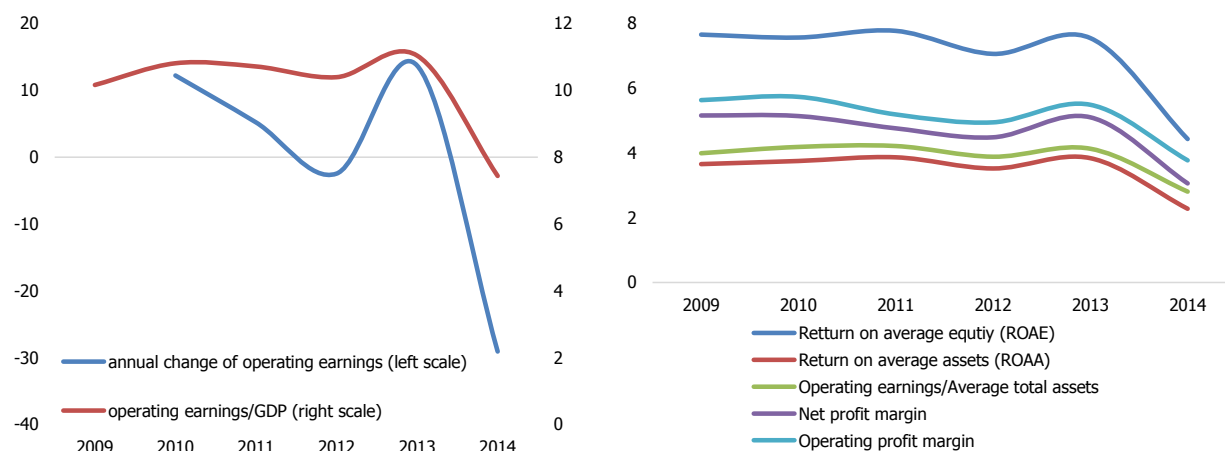 20
10
0
-10
-20
-30
-40
12
10
8
6
4
2
0
annual change of operating earnings (left scale)
operating earnings/GDP (right scale)
2009 2010 2011 2012 2013 2014
8
6
4
2
0
2009 2010 2011 2012 2013 2014
Retturn on average equtiy (ROAE)
Return on average assets (ROAA)
Operating earnings/Average total assets
Net profit margin
Operating profit margin